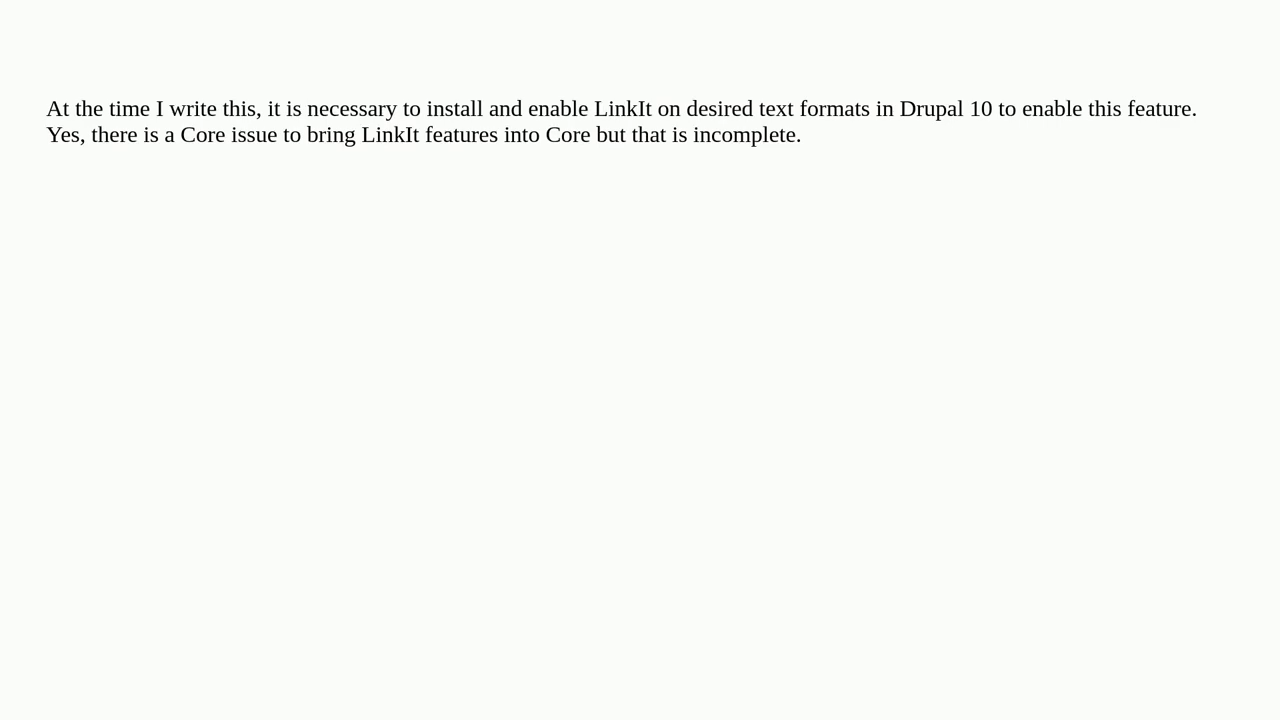 At the time I write this, it is necessary to install and enable LinkIt on desired text formats in Drupal 10 to enable this feature.
Yes, there is a Core issue to bring LinkIt features into Core but that is incomplete.